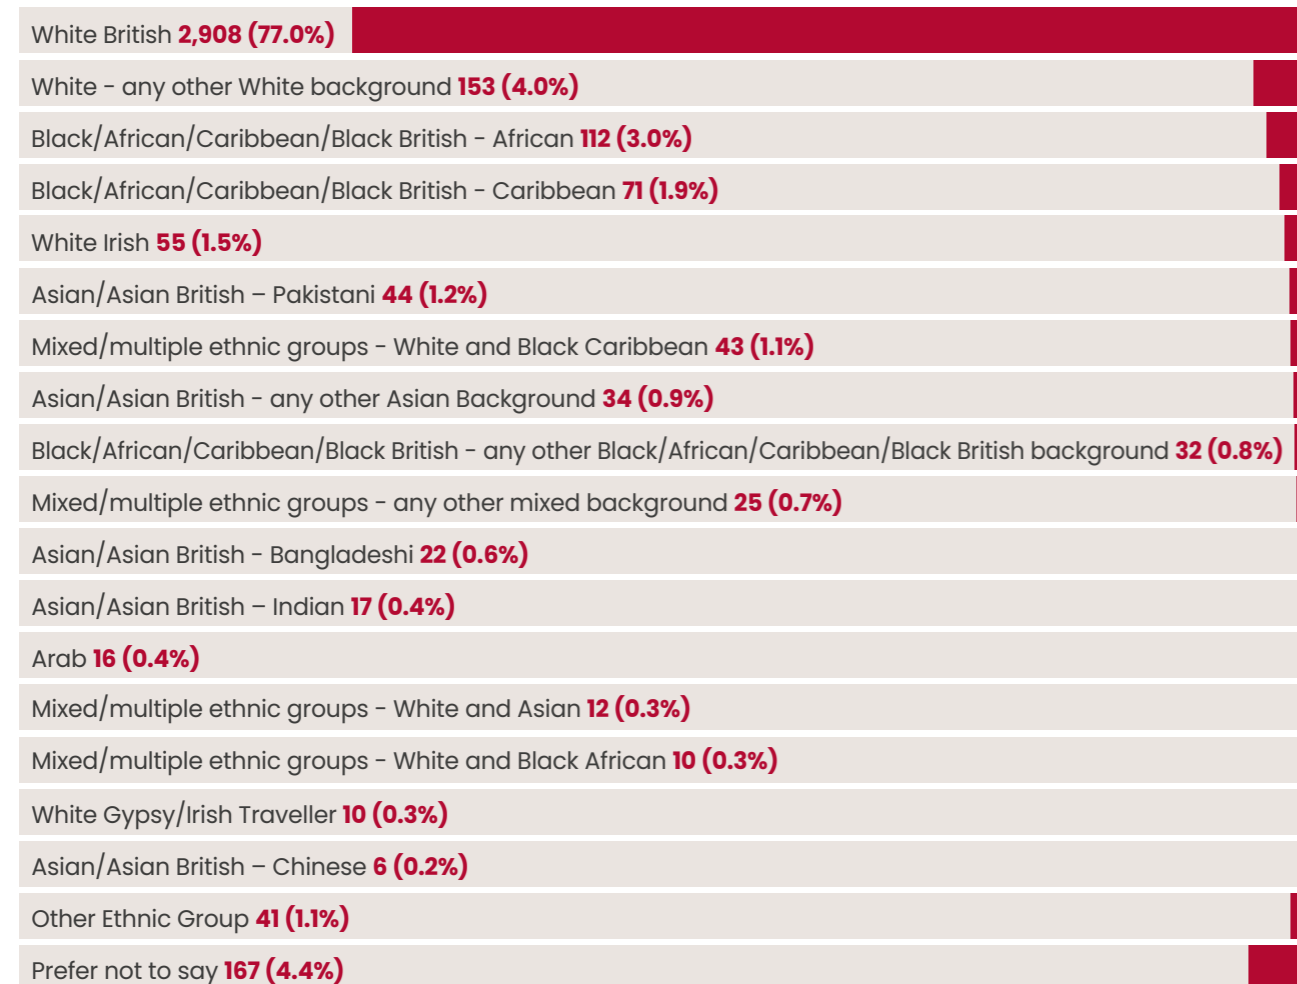 White British 2,908 (77.0%)
White - any other White background 153 (4.0%)
Black/African/Caribbean/Black British - African 112 (3.0%)
Black/African/Caribbean/Black British - Caribbean 71 (1.9%)
White Irish 55 (1.5%)
Asian/Asian British – Pakistani 44 (1.2%)
Mixed/multiple ethnic groups - White and Black Caribbean 43 (1.1%)
Asian/Asian British - any other Asian Background 34 (0.9%)
Black/African/Caribbean/Black British - any other Black/African/Caribbean/Black British background 32 (0.8%)
Mixed/multiple ethnic groups - any other mixed background 25 (0.7%)
Asian/Asian British - Bangladeshi 22 (0.6%)
Asian/Asian British – Indian 17 (0.4%)
Arab 16 (0.4%)
Mixed/multiple ethnic groups - White and Asian 12 (0.3%)
Mixed/multiple ethnic groups - White and Black African 10 (0.3%)
White Gypsy/Irish Traveller 10 (0.3%)
Asian/Asian British – Chinese 6 (0.2%)
Other Ethnic Group 41 (1.1%)
Prefer not to say 167 (4.4%)